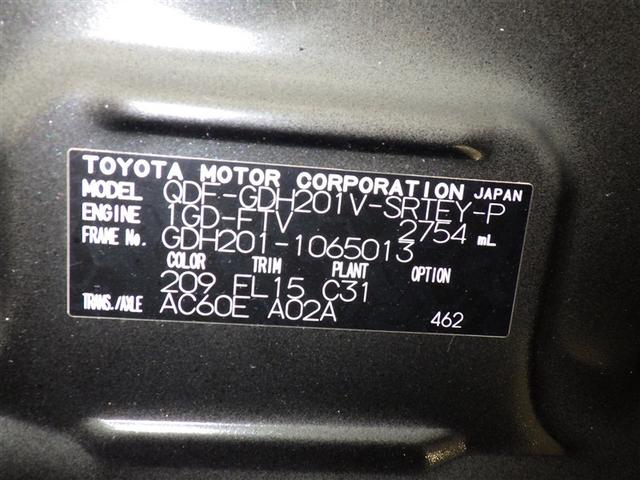 TOYOTA MOTOR CORPORATION JAPAN
MODEL QDF-GDH201V-SRTEY-P
ENGINE 1GD-FTV 2754 mL
FRAME No. GDH201-1065013
COLOR TRIM PLANT OPTION
209 FL15 C31
TRANS./AXLE AC60E A02A 462